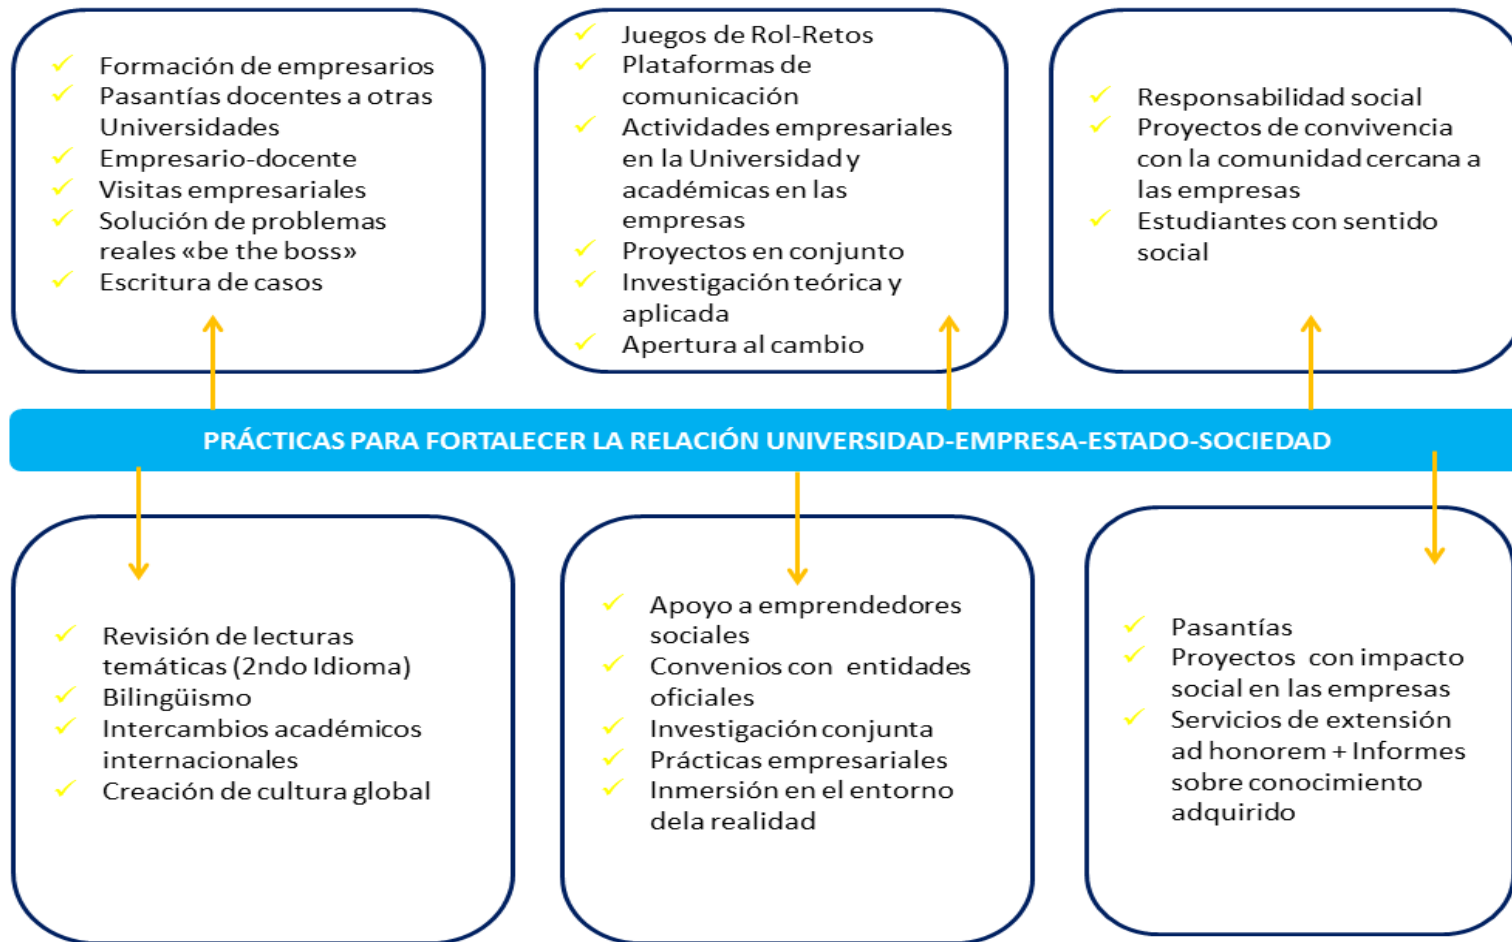 Formación de empresarios
Pasantías docentes a otras
Universidades
Empresario-docente
Visitas empresariales
Solución de problemas
reales «be the boss»
Escritura de casos
Juegos de Rol-Retos
Plataformas de
comunicación
Actividades empresariales
en la Universidad y
académicas en las
empresas
Proyectos en conjunto
Investigación teórica y
aplicada
Apertura al cambio
Responsabilidad social
Proyectos de convivencia
con la comunidad cercana a
las empresas
Estudiantes con sentido
social
PRÁCTICAS PARA FORTALECER LA RELACIÓN UNIVERSIDAD-EMPRESA-ESTADO-SOCIEDAD
Revisión de lecturas
temáticas (2ndo Idioma)
Bilingüismo
Intercambios académicos
internacionales
Creación de cultura global
Apoyo a emprendedores
sociales
Convenios con entidades
oficiales
Investigación conjunta
Prácticas empresariales
Inmersión en el entorno
dela realidad
Pasantías
Proyectos con impacto
social en las empresas
Servicios de extensión
ad honorem + Informes
sobre conocimiento
adquirido